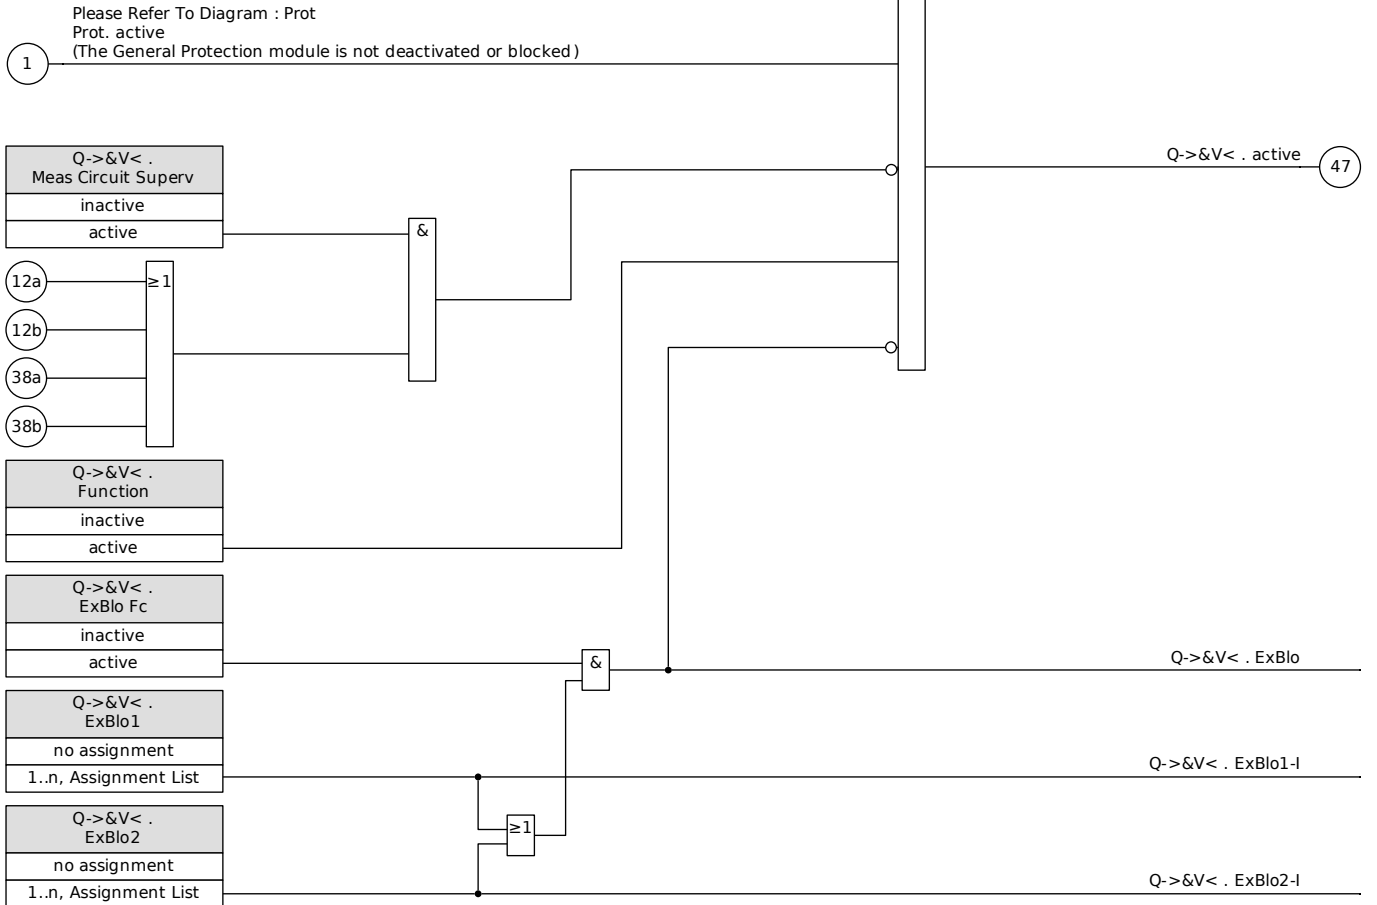 Please Refer To Diagram : Prot
Prot. active
(The General Protection module is not deactivated or blocked)
1
Q->&V< . active
47
Q->&V< .
Meas Circuit Superv
inactive
active
&
12a
≥1
12b
38a
38b
Q->&V< .
Function
inactive
active
Q->&V< .
ExBlo Fc
inactive
active
&
Q->&V< . ExBlo
Q->&V< .
ExBlo1
no assignment
1..n, Assignment List
Q->&V< . ExBlo1-I
Q->&V< .
ExBlo2
≥1
no assignment
1..n, Assignment List
Q->&V< . ExBlo2-I